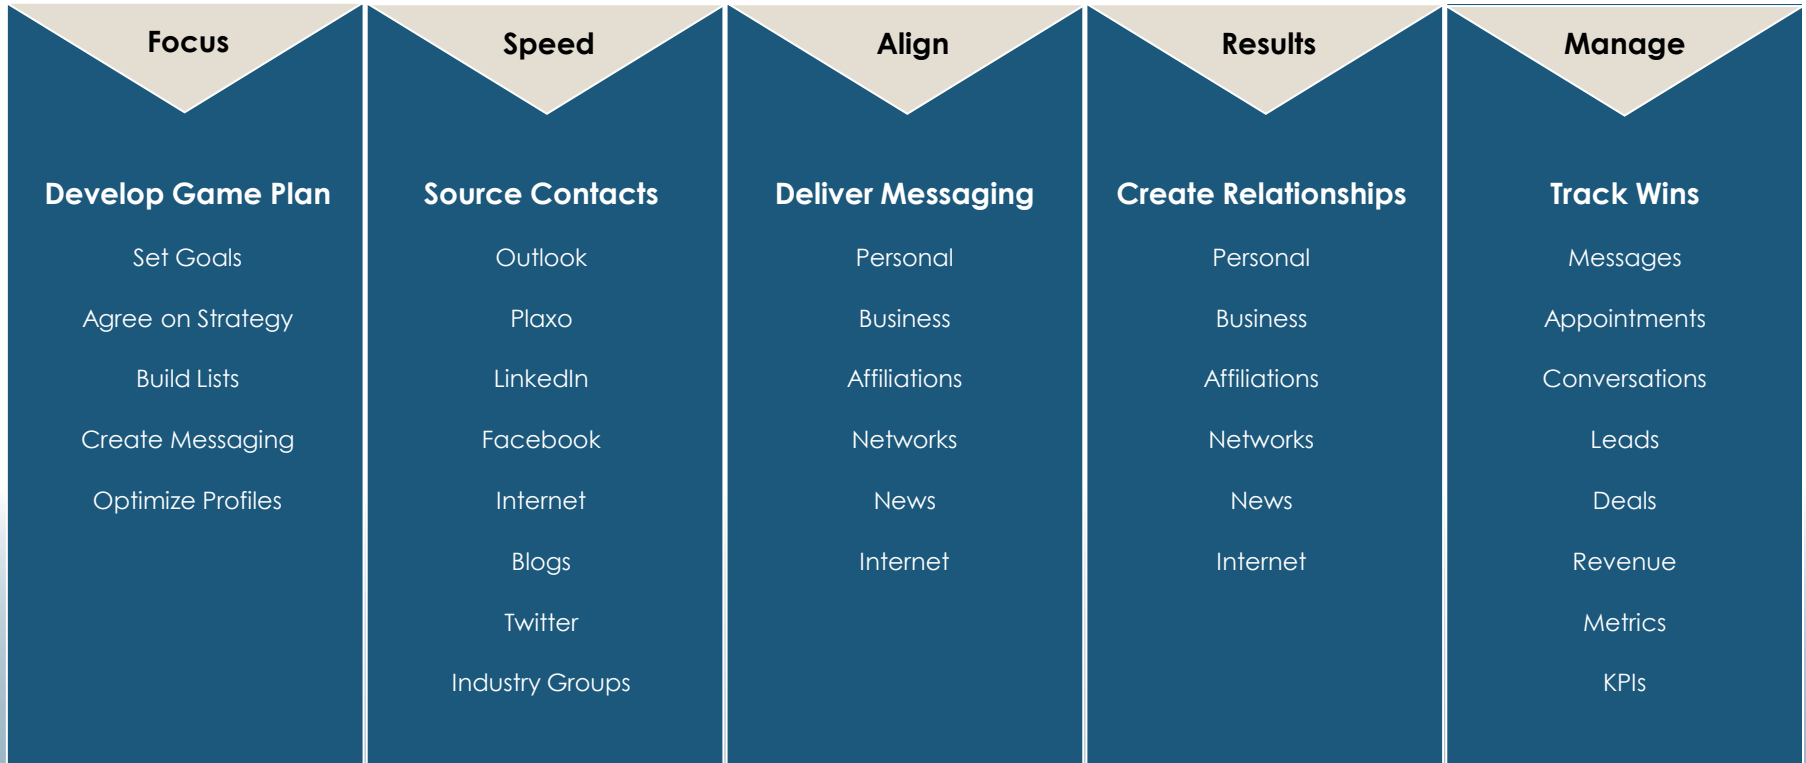 Focus
Develop Game Plan
Set Goals
Agree on Strategy
Build Lists
Create Messaging
Optimize Profiles
Speed
Source Contacts
Outlook
Plaxo
LinkedIn
Facebook
Internet
Blogs
Twitter
Industry Groups
Align
Deliver Messaging
Personal
Business
Affiliations
Networks
News
Internet
Results
Create Relationships
Personal
Business
Affiliations
Networks
News
Internet
Manage
Track Wins
Messages
Appointments
Conversations
Leads
Deals
Revenue
Metrics
KPIs